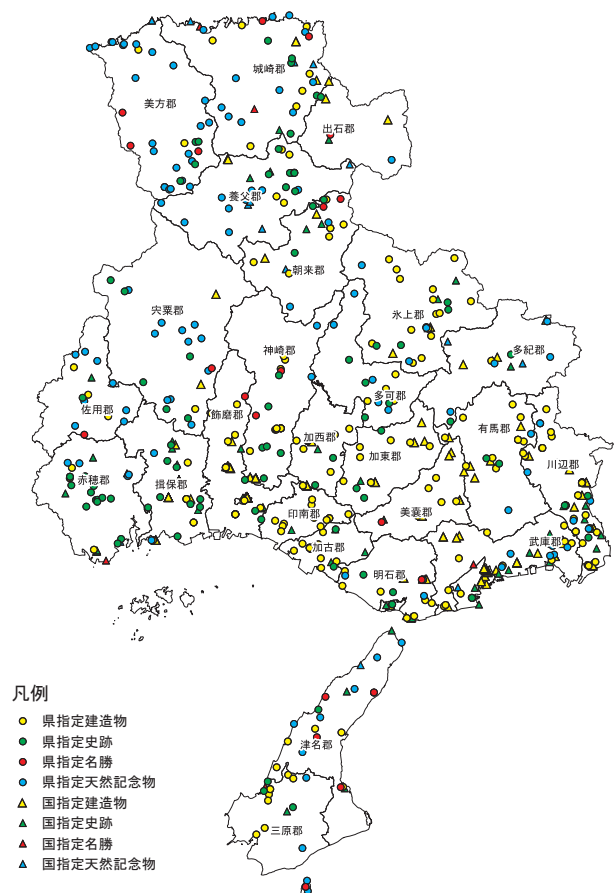 城崎郡
美方郡
出石郡
養父郡
朝来郡
宍粟郡
氷上郡
神崎郡
多紀郡
多可郡
佐用郡
飾磨郡
有馬郡
加西郡
加東郡
川辺郡
赤穂郡
揖保郡
印南郡
美嚢郡
武庫郡
加古郡
明石郡
津名郡
三原郡
凡例
県指定建造物
県指定史跡
県指定名勝
県指定天然記念物
国指定建造物
国指定史跡
国指定名勝
国指定天然記念物